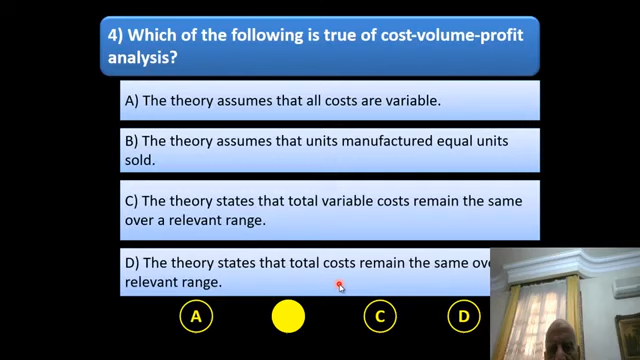 4) Which of the following is true of cost-volume-profit
analysis?
A) The theory assumes that all costs are variable.
B) The theory assumes that units manufactured equal units
sold.
C) The theory states that total variable costs remain the same
over a relevant range.
D) The theory states that total costs remain the same
relevant range.
A C D